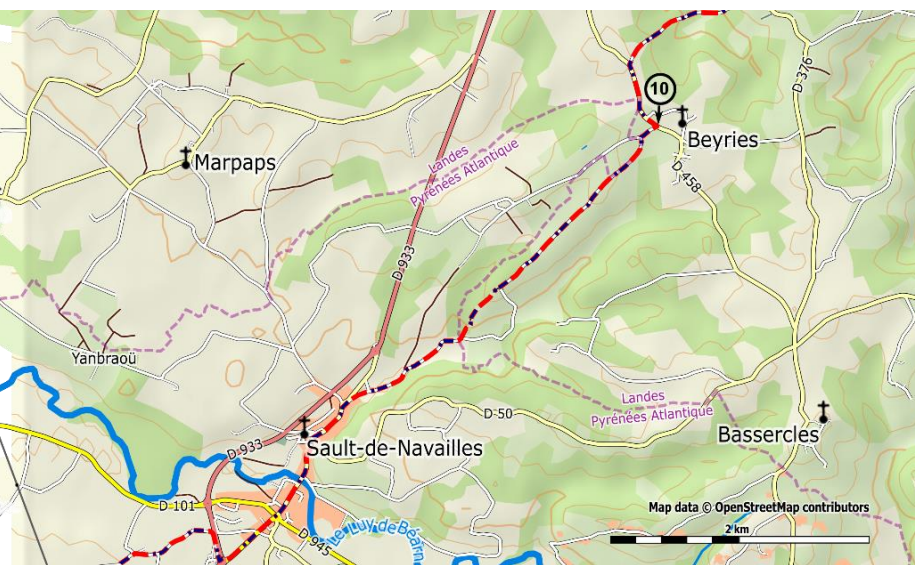 10
D-376
Beyries
Marpaps
Landes
Pyrénées Atlantique
D-458
D-933
Yanbraoü
Landes
Pyrénées Atlantique
D-50
Bassercles
Sault-de-Navailles
D-933
D 101
Map data © OpenStreetMap contributors
2 km
Le Luy de Béarn
D-945